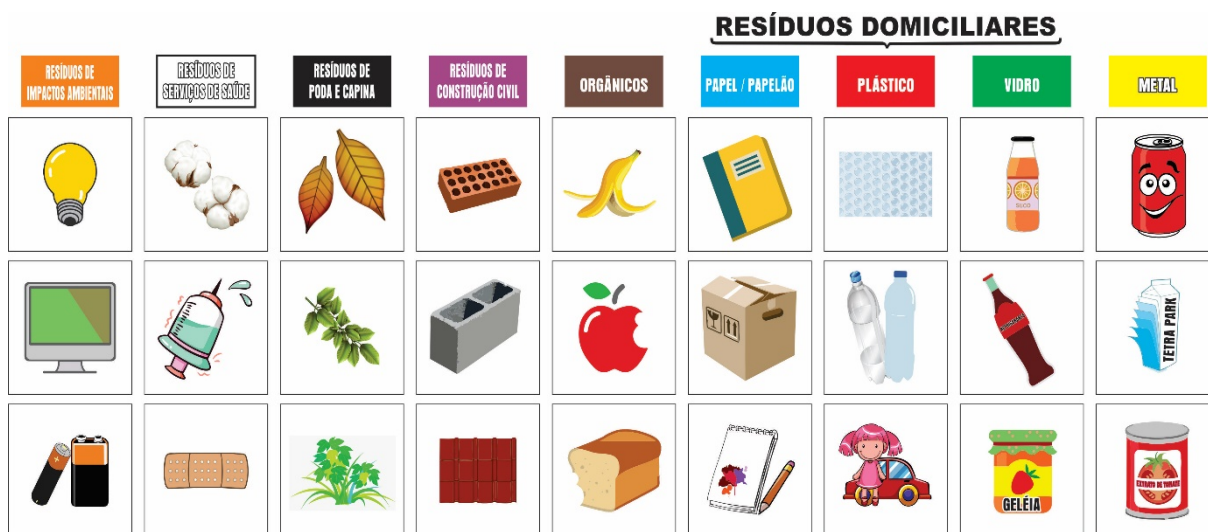 RESÍDUOS DOMICILIARES
RESÍDUOS DE
IMPACTOS AMBIENTAIS
RESÍDUOS DE
SERVIÇOS DE SAÚDE
RESÍDUOS DE
PODA E CAPINA
RESÍDUOS DE
CONSTRUÇÃO CIVIL
ORGÂNICOS
PAPEL / PAPELÃO
PLÁSTICO
VIDRO
METAL
SUCO
TETRA PARK
GELÉIA
EXTRATO DE TOMATE